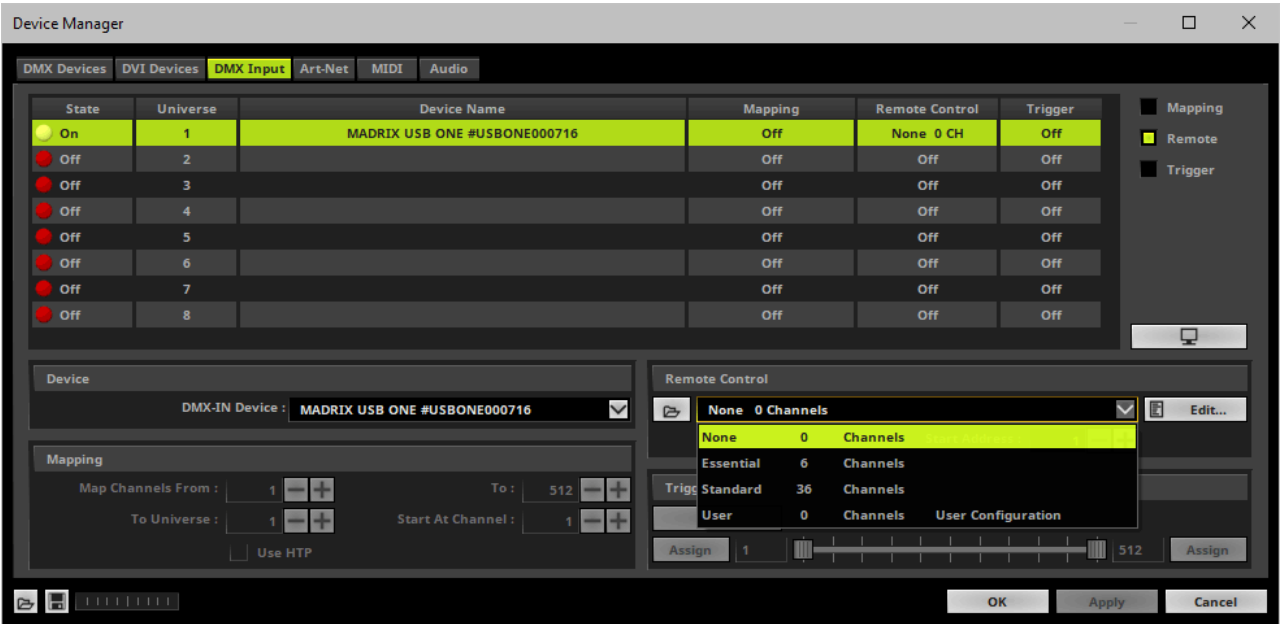 Device Manager
DMX Devices DVI Devices DMX Input Art-Net MIDI Audio
State Universe Device Name Mapping Remote Control Trigger
On 1 MADRIX USB ONE #USBONE000716 Off None 0 CH Off
Off 2 Off Off Off
Off 3 Off Off Off
Off 4 Off Off Off
Off 5 Off Off Off
Off 6 Off Off Off
Off 7 Off Off Off
Off 8 Off Off Off
Mapping
Remote
Trigger
Device
DMX-IN Device : MADRIX USB ONE #USBONE000716
Mapping
Map Channels From : 1 To : 512
To Universe : 1 Start At Channel : 1
Use HTP
Remote Control
None 0 Channels Edit...
None 0 Channels Start Address 1
Essential 6 Channels
Standard 36 Channels
User 0 Channels User Configuration
Trigg
Assign 1 512 Assign
OK Apply Cancel